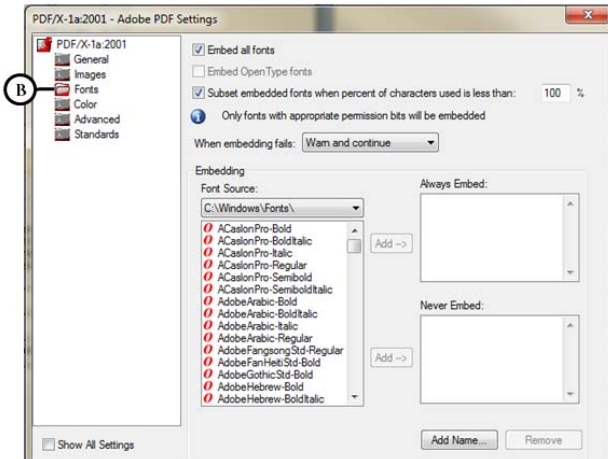 PDF/X-1a:2001 - Adobe PDF Settings
PDF/X-1a:2001
General
Images
B
Fonts
Color
Advanced
Standards
Show All Settings
Embed all fonts
Embed OpenType fonts
Subset embedded fonts when percent of characters used is less than: 100 %
Only fonts with appropriate permission bits will be embedded
When embedding fails: Warn and continue
Embedding
Font Source:
C:\Windows\Fonts\
ACaslonPro-Bold
ACaslonPro-BoldItalic
ACaslonPro-Italic
ACaslonPro-Regular
ACaslonPro-Semibold
ACaslonPro-SemiboldItalic
AdobeArabic-Bold
AdobeArabic-BoldItalic
AdobeArabic-Italic
AdobeArabic-Regular
AdobeFangsongStd-Regular
AdobeFanHeitiStd-Bold
AdobeGothicStd-Bold
AdobeHebrew-Bold
AdobeHebrew-BoldItalic
Add -->
Add -->
Always Embed:
Never Embed:
Add Name...
Remove